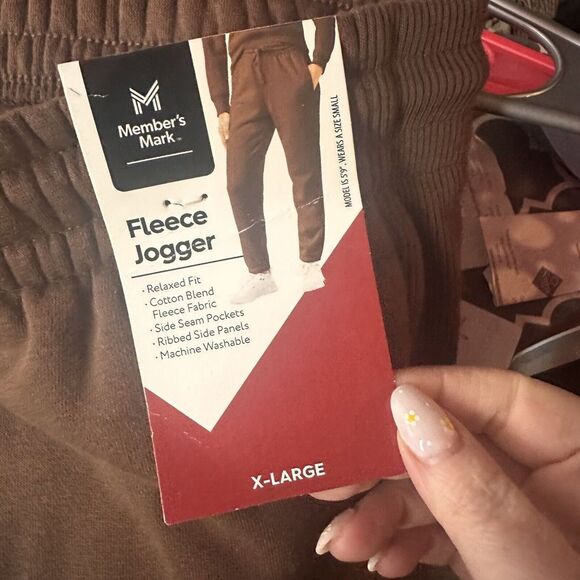 Member's
Mark™
Fleece
Jogger
· Relaxed Fit
· Cotton Blend
Fleece Fabric
· Side Seam Pockets
· Ribbed Side Panels
· Machine Washable
MODEL IS 5'9", WEARS A SIZE SMALL
X-LARGE